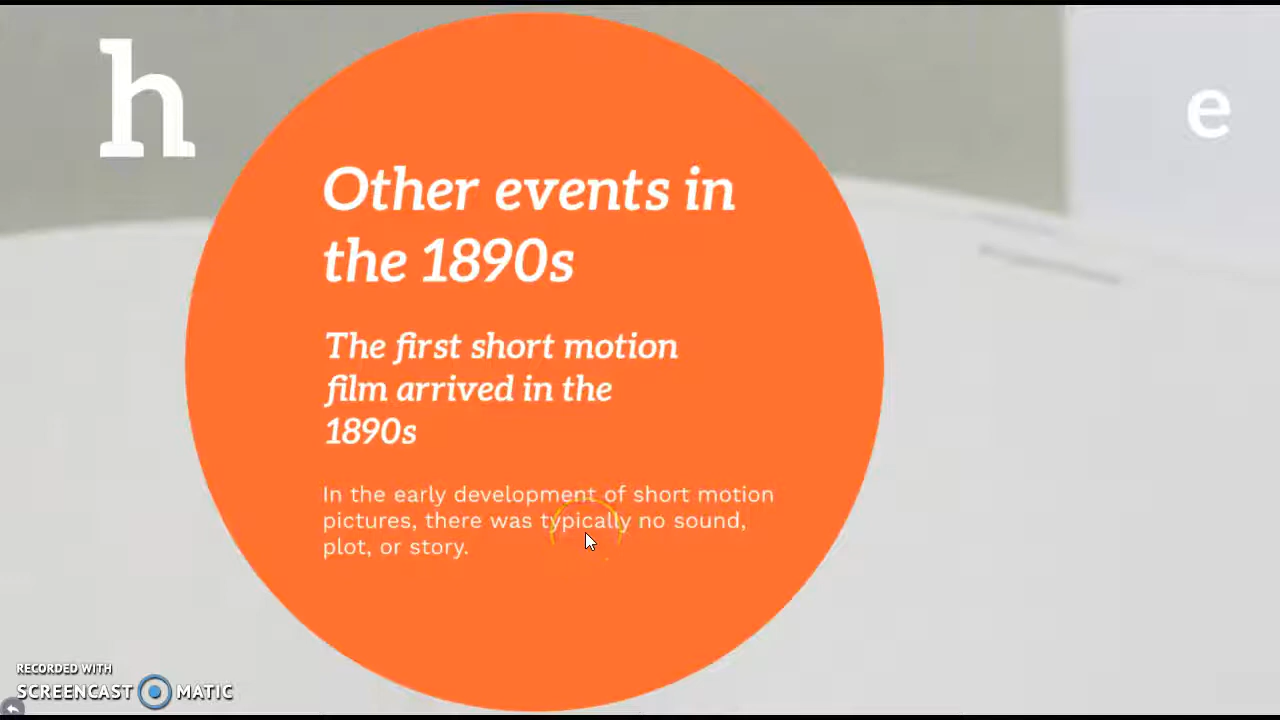 h
e
Other events in
the 1890s
The first short motion
film arrived in the
1890s
In the early development of short motion
pictures, there was typically no sound,
plot, or story.
RECORDED WITH
SCREENCAST MATIC